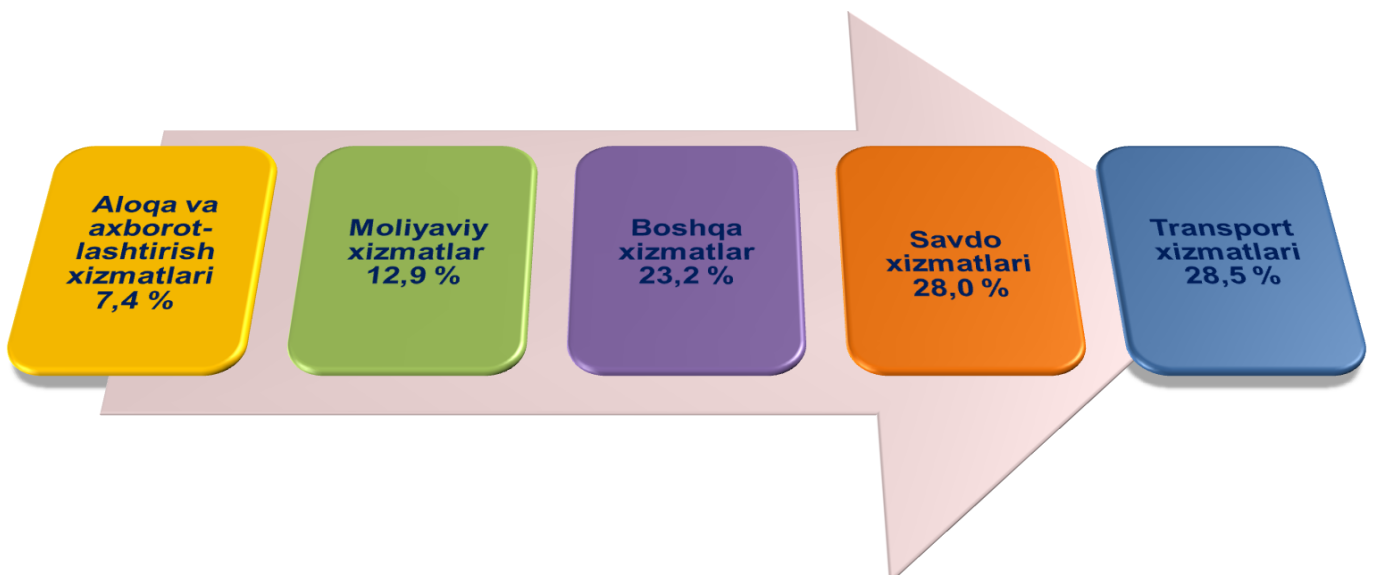 Aloqa va
axborot-
lashtirish
xizmatlari
7,4 %
Moliyaviy
xizmatlar
12,9 %
Boshqa
xizmatlar
23,2 %
Savdo
xizmatlari
28,0 %
Transport
xizmatlari
28,5 %